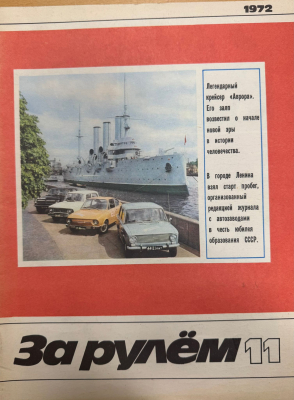 1972
Легендарный
крейсер «Аврора».
Его залп
возвестил о начале
новой эры
в истории
человечества.
В городе Ленина
взял старт пробег,
организованный
редакцией журнала
с автозаводами
в честь юбилея
образования СССР.
За рулём 11